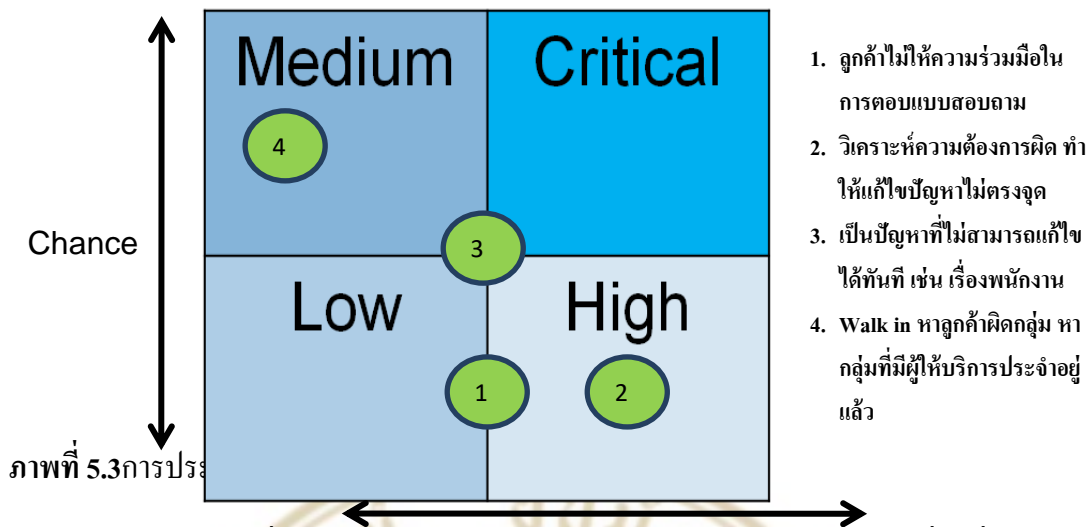 Medium
Critical
4
Chance
3
Low
High
1
2
1. ลูกค้าไม่ให้ความร่วมมือใน
การตอบแบบสอบถาม
2. วิเคราะห์ความต้องการผิด ทำ
ให้แก้ไขปัญหาไม่ตรงจุด
3. เป็นปัญหาที่ไม่สามารถแก้ไข
ได้ทันที เช่น เรื่องพนักงาน
4. Walk in หาลูกค้าผิดกลุ่ม หา
กลุ่มที่มีผู้ให้บริการประจำอยู่
แล้ว
ภาพที่ 5.3การประ